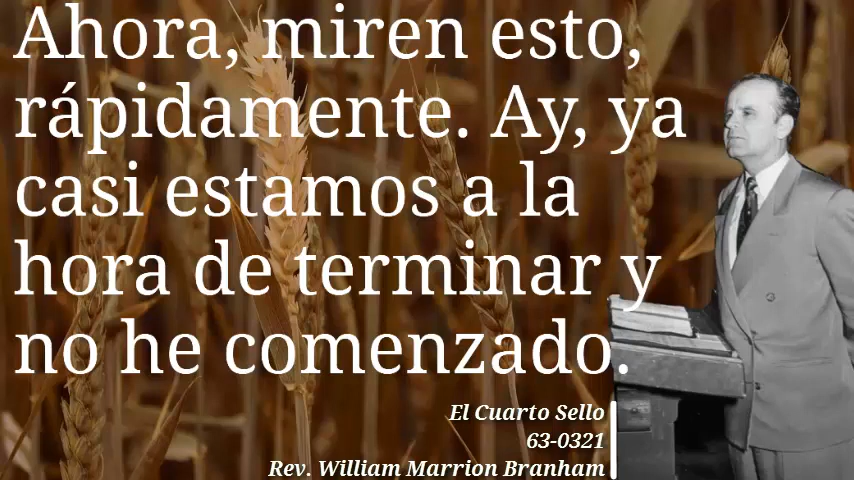 Ahora, miren esto,
rápidamente. Ay, ya
casi estamos a la
hora de terminar y
no he comenzado.
El Cuarto Sello
63-0321
Rev. William Marrion Branham